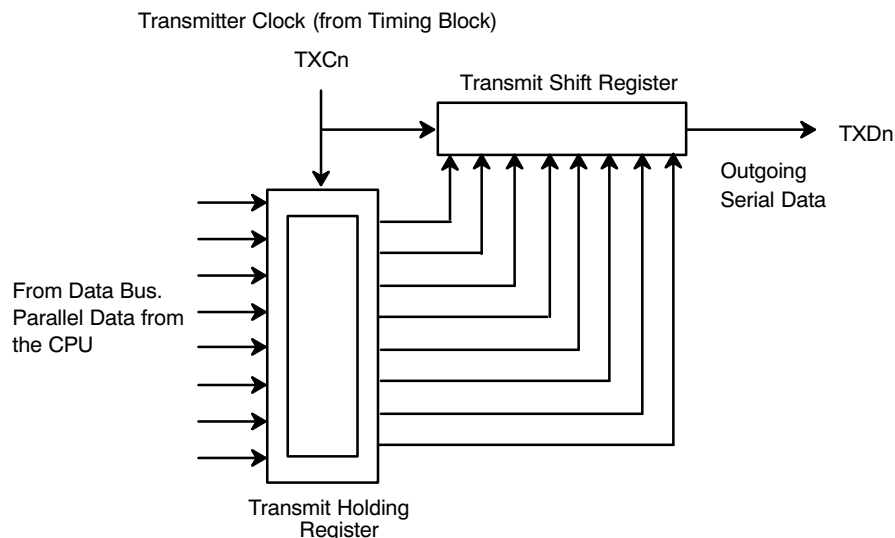 Transmitter Clock (from Timing Block)
TXCn
Transmit Shift Register
TXDn
Outgoing
Serial Data
From Data Bus.
Parallel Data from
the CPU
Transmit Holding
Register